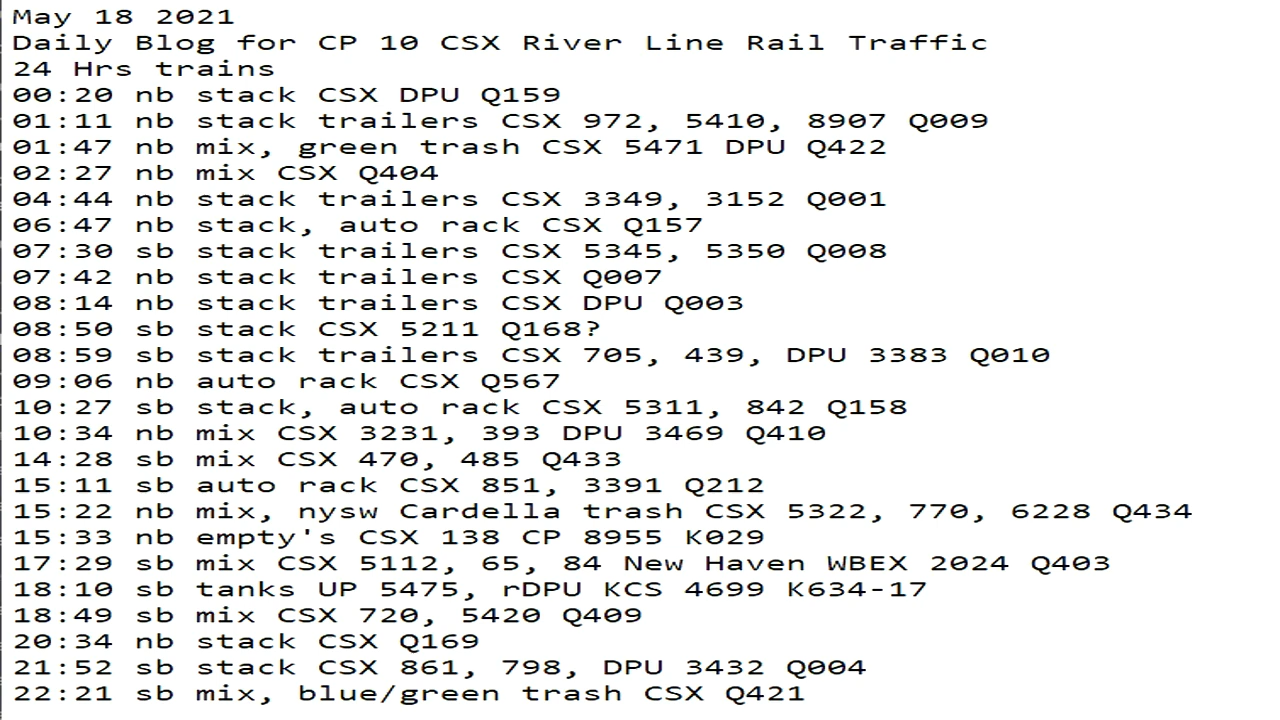 May 18 2021
Daily Blog for CP 10 CSX River Line Rail Traffic
24 Hrs trains
00:20 nb stack CSX DPU Q159
01:11 nb stack trailers CSX 972, 5410, 8907 Q009
01:47 nb mix, green trash CSX 5471 DPU Q422
02:27 nb mix CSX Q404
04:44 nb stack trailers CSX 3349, 3152 Q001
06:47 nb stack, auto rack CSX Q157
07:30 sb stack trailers CSX 5345, 5350 Q008
07:42 nb stack trailers CSX Q007
08:14 nb stack trailers CSX DPU Q003
08:50 sb stack CSX 5211 Q168?
08:59 sb stack trailers CSX 705, 439, DPU 3383 Q010
09:06 nb auto rack CSX Q567
10:27 sb stack, auto rack CSX 5311, 842 Q158
10:34 nb mix CSX 3231, 393 DPU 3469 Q410
14:28 sb mix CSX 470, 485 Q433
15:11 sb auto rack CSX 851, 3391 Q212
15:22 nb mix, nysw Cardella trash CSX 5322, 770, 6228 Q434
15:33 nb empty's CSX 138 CP 8955 K029
17:29 sb mix CSX 5112, 65, 84 New Haven WBEX 2024 Q403
18:10 sb tanks UP 5475, rDPU KCS 4699 K634-17
18:49 sb mix CSX 720, 5420 Q409
20:34 nb stack CSX Q169
21:52 sb stack CSX 861, 798, DPU 3432 Q004
22:21 sb mix, blue/green trash CSX Q421